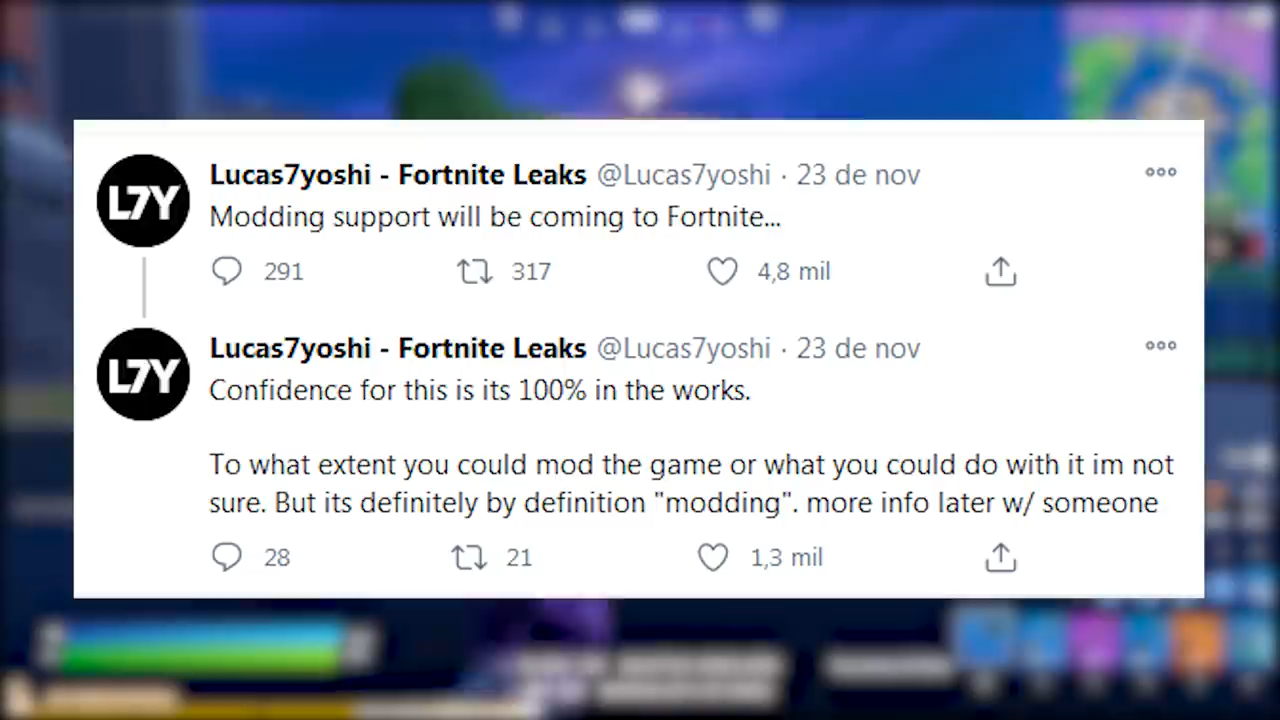 L7Y
Lucas7yoshi - Fortnite Leaks @Lucas7yoshi · 23 de nov
Modding support will be coming to Fortnite...
291 317 4,8 mil
L7Y
Lucas7yoshi - Fortnite Leaks @Lucas7yoshi · 23 de nov
Confidence for this is its 100% in the works.
To what extent you could mod the game or what you could do with it im not
sure. But its definitely by definition "modding". more info later w/ someone
28 21 1,3 mil